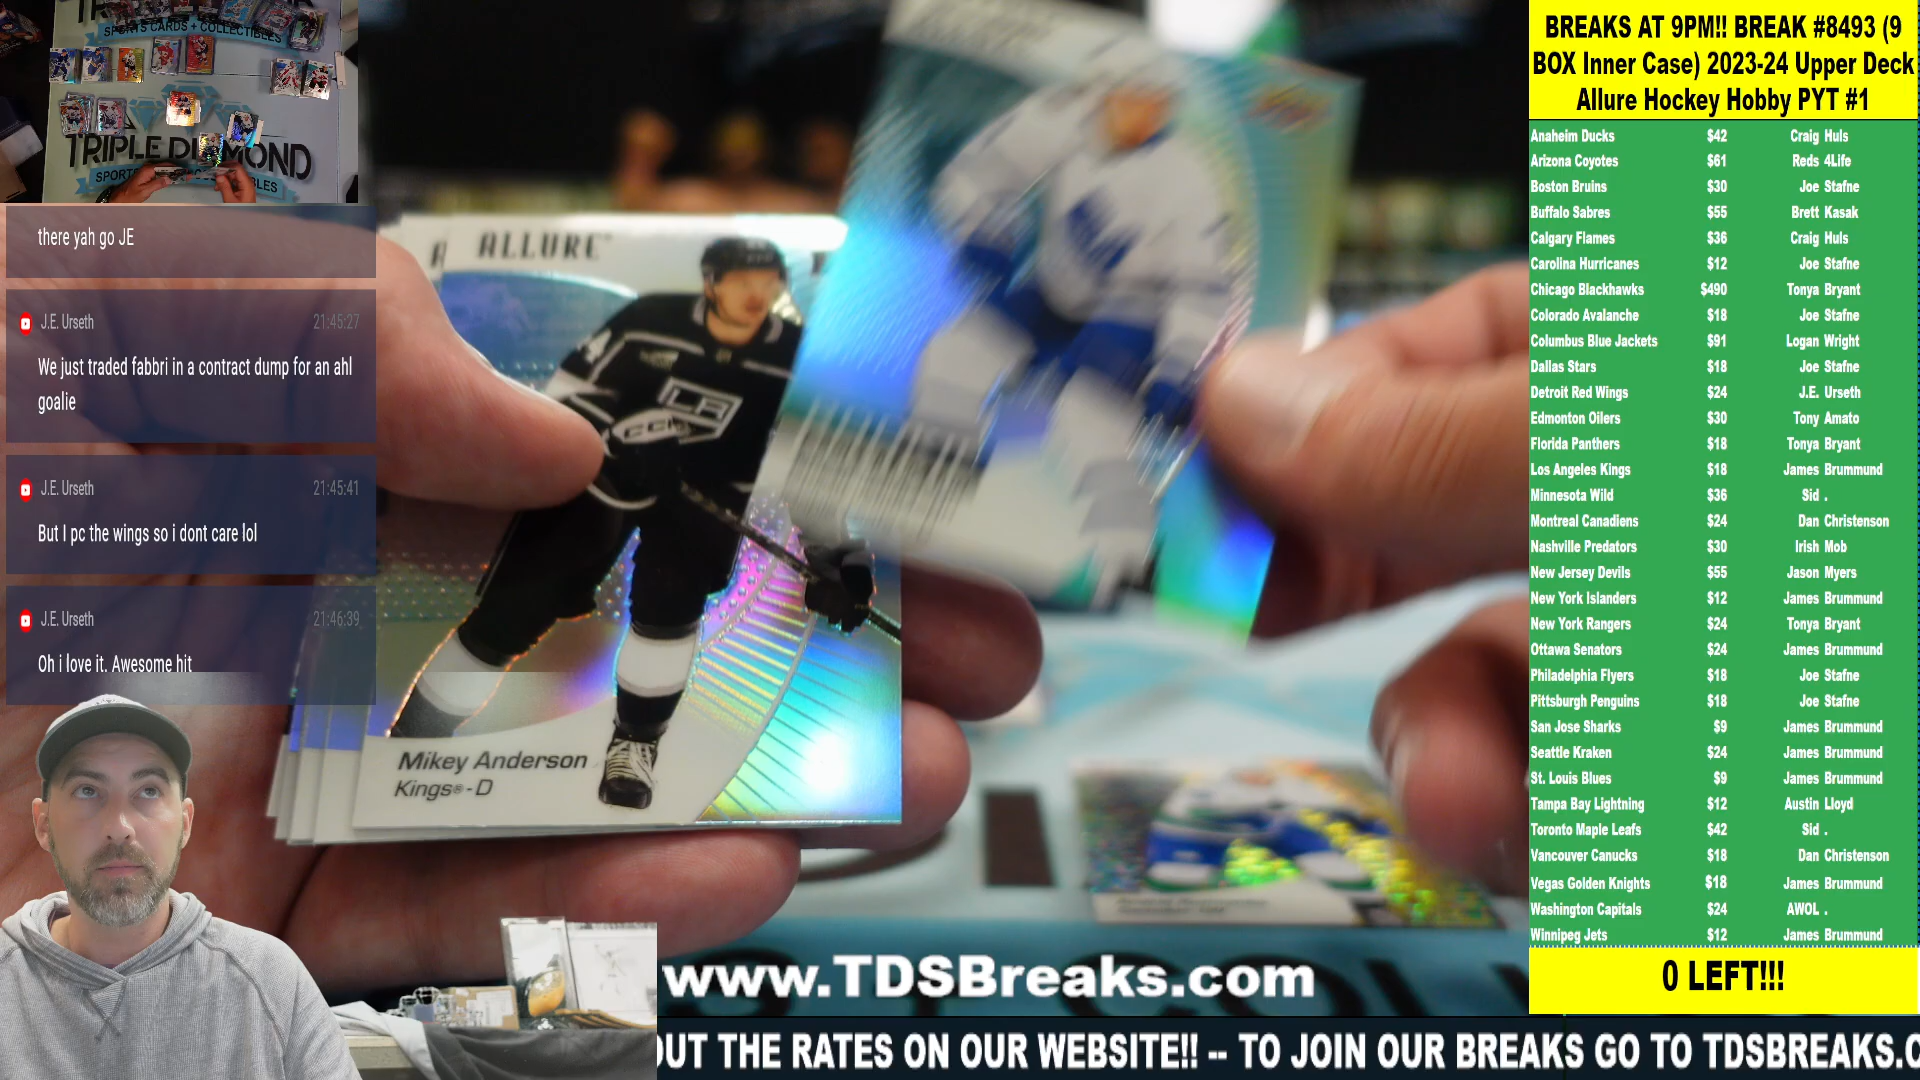 SPORTS CARDS + COLLECTIBLES
TRIPLE DIAMOND
SPORTS
there yah go JE
J.E. Urseth 21:45:27
We just traded fabbri in a contract dump for an ahl
goalie
J.E. Urseth 21:45:41
But I pc the wings so i dont care lol
J.E. Urseth 21:46:39
Oh i love it. Awesome hit
ALLURE
LA
CCM
Mikey Anderson
Kings® - D
BREAKS AT 9PM!! BREAK #8493 (9
BOX Inner Case) 2023-24 Upper Deck
Allure Hockey Hobby PYT #1
Anaheim Ducks $42 Craig Huls
Arizona Coyotes $61 Reds 4Life
Boston Bruins $30 Joe Stafne
Buffalo Sabres $55 Brett Kasak
Calgary Flames $36 Craig Huls
Carolina Hurricanes $12 Joe Stafne
Chicago Blackhawks $490 Tonya Bryant
Colorado Avalanche $18 Joe Stafne
Columbus Blue Jackets $91 Logan Wright
Dallas Stars $18 Joe Stafne
Detroit Red Wings $24 J.E. Urseth
Edmonton Oilers $30 Tony Amato
Florida Panthers $18 Tonya Bryant
Los Angeles Kings $18 James Brummund
Minnesota Wild $36 Sid .
Montreal Canadiens $24 Dan Christenson
Nashville Predators $30 Irish Mob
New Jersey Devils $55 Jason Myers
New York Islanders $12 James Brummund
New York Rangers $24 Tonya Bryant
Ottawa Senators $24 James Brummund
Philadelphia Flyers $18 Joe Stafne
Pittsburgh Penguins $18 Joe Stafne
San Jose Sharks $9 James Brummund
Seattle Kraken $24 James Brummund
St. Louis Blues $9 James Brummund
Tampa Bay Lightning $12 Austin Lloyd
Toronto Maple Leafs $42 Sid .
Vancouver Canucks $18 Dan Christenson
Vegas Golden Knights $18 James Brummund
Washington Capitals $24 AWOL .
Winnipeg Jets $12 James Brummund
0 LEFT!!!
www.TDSBreaks.com
OUT THE RATES ON OUR WEBSITE!! -- TO JOIN OUR BREAKS GO TO TDSBREAKS.C